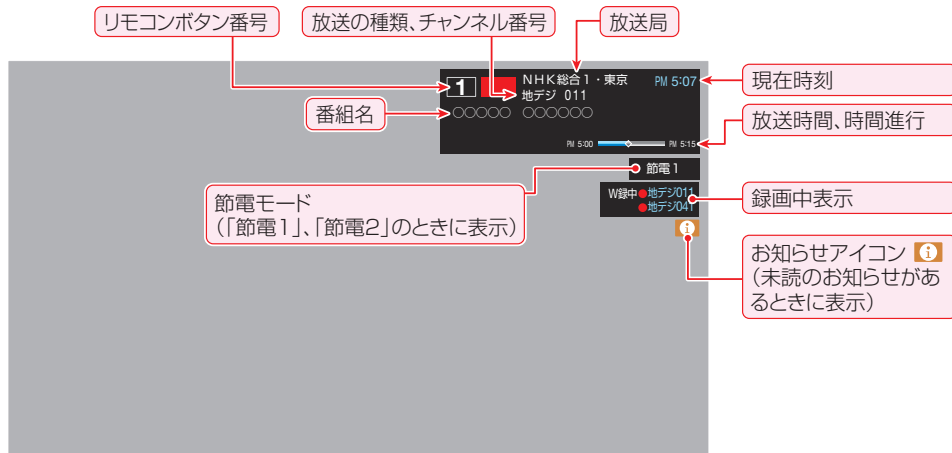 リモコンボタン番号
放送の種類、チャンネル番号
放送局
1
NHK総合1・東京
PM 5:07
地デジ 011
現在時刻
番組名
○○○○○ ○○○○○○
放送時間、時間進行
PM 5:00
PM 5:15
節電1
節電モード
(「節電1」、「節電2」のときに表示)
W録中●地デジ011
●地デジ041
録画中表示
i
お知らせアイコン i
(未読のお知らせがあ
るときに表示)